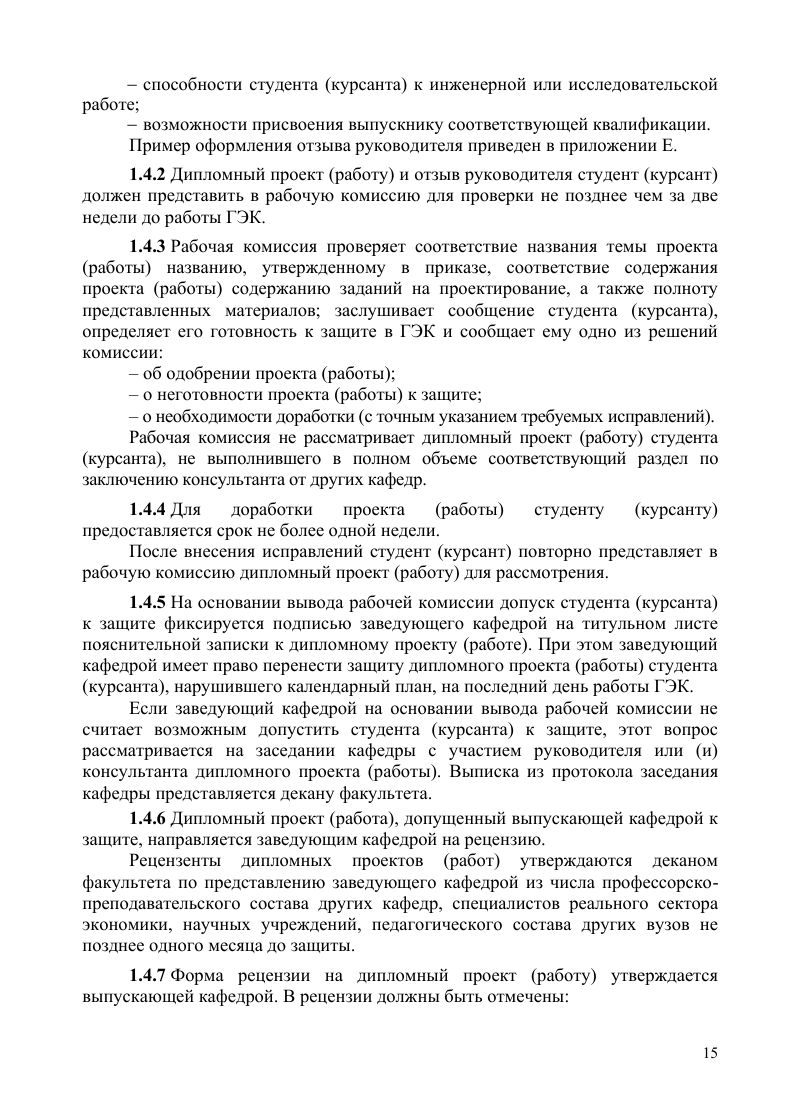 – способности студента (курсанта) к инженерной или исследовательской
работе;
– возможности присвоения выпускнику соответствующей квалификации.
Пример оформления отзыва руководителя приведен в приложении Е.
1.4.2 Дипломный проект (работу) и отзыв руководителя студент (курсант)
должен представить в рабочую комиссию для проверки не позднее чем за две
недели до работы ГЭК.
1.4.3 Рабочая комиссия проверяет соответствие названия темы проекта
(работы) названию, утвержденному в приказе, соответствие содержания
проекта (работы) содержанию заданий на проектирование, а также полноту
представленных материалов; заслушивает сообщение студента (курсанта),
определяет его готовность к защите в ГЭК и сообщает ему одно из решений
комиссии:
– об одобрении проекта (работы);
– о неготовности проекта (работы) к защите;
– о необходимости доработки (с точным указанием требуемых исправлений).
Рабочая комиссия не рассматривает дипломный проект (работу) студента
(курсанта), не выполнившего в полном объеме соответствующий раздел по
заключению консультанта от других кафедр.
1.4.4 Для доработки проекта (работы) студенту (курсанту)
предоставляется срок не более одной недели.
После внесения исправлений студент (курсант) повторно представляет в
рабочую комиссию дипломный проект (работу) для рассмотрения.
1.4.5 На основании вывода рабочей комиссии допуск студента (курсанта)
к защите фиксируется подписью заведующего кафедрой на титульном листе
пояснительной записки к дипломному проекту (работе). При этом заведующий
кафедрой имеет право перенести защиту дипломного проекта (работы) студента
(курсанта), нарушившего календарный план, на последний день работы ГЭК.
Если заведующий кафедрой на основании вывода рабочей комиссии не
считает возможным допустить студента (курсанта) к защите, этот вопрос
рассматривается на заседании кафедры с участием руководителя или (и)
консультанта дипломного проекта (работы). Выписка из протокола заседания
кафедры представляется декану факультета.
1.4.6 Дипломный проект (работа), допущенный выпускающей кафедрой к
защите, направляется заведующим кафедрой на рецензию.
Рецензенты дипломных проектов (работ) утверждаются деканом
факультета по представлению заведующего кафедрой из числа профессорско-
преподавательского состава других кафедр, специалистов реального сектора
экономики, научных учреждений, педагогического состава других вузов не
позднее одного месяца до защиты.
1.4.7 Форма рецензии на дипломный проект (работу) утверждается
выпускающей кафедрой. В рецензии должны быть отмечены:
15